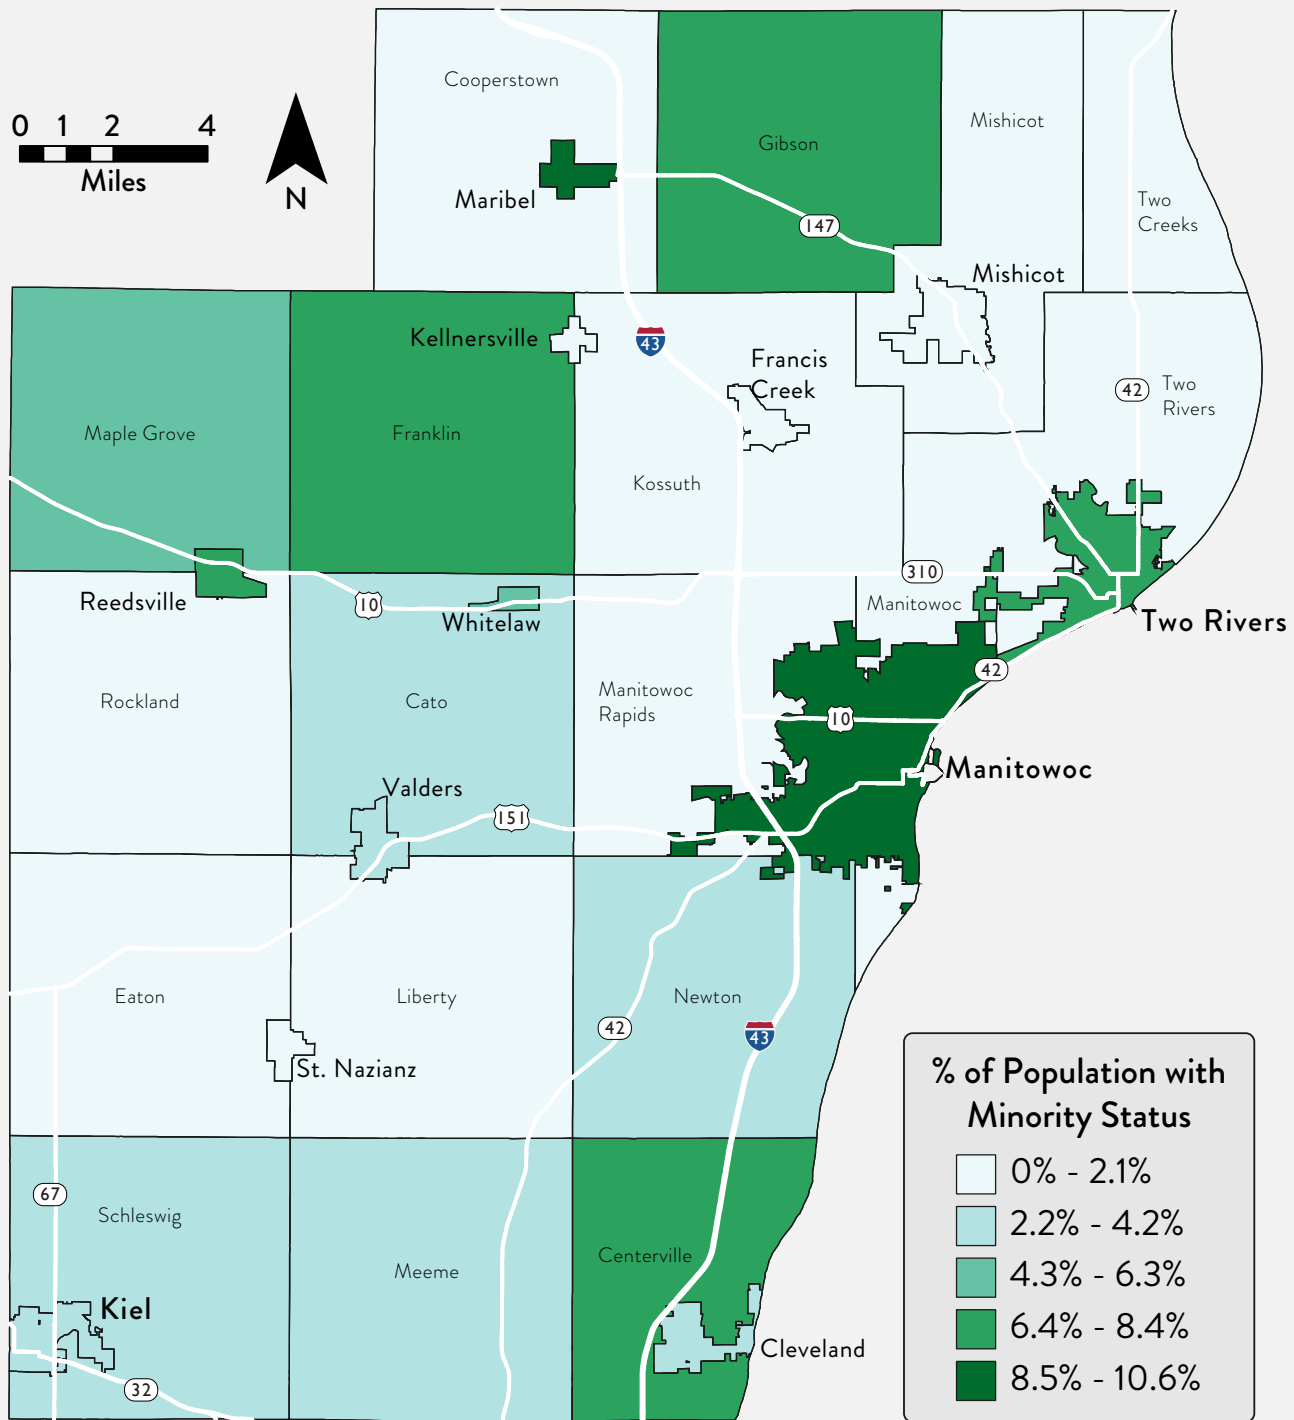 Cooperstown
0 1 2 4
Miles
N
Gibson
Mishicot
Maribel
147
Two
Creeks
Mishicot
Kellnersville
43
Francis
Creek
42
Two
Rivers
Maple Grove
Franklin
Kossuth
310
Reedsville
10
Whitelaw
Manitowoc
Two Rivers
42
Rockland
Cato
Manitowoc
Rapids
10
Manitowoc
Valders
151
Eaton
Liberty
Newton
42
43
St. Nazianz
67
Schleswig
Meeme
Centerville
Kiel
Cleveland
32
% of Population with
Minority Status
0% - 2.1%
2.2% - 4.2%
4.3% - 6.3%
6.4% - 8.4%
8.5% - 10.6%